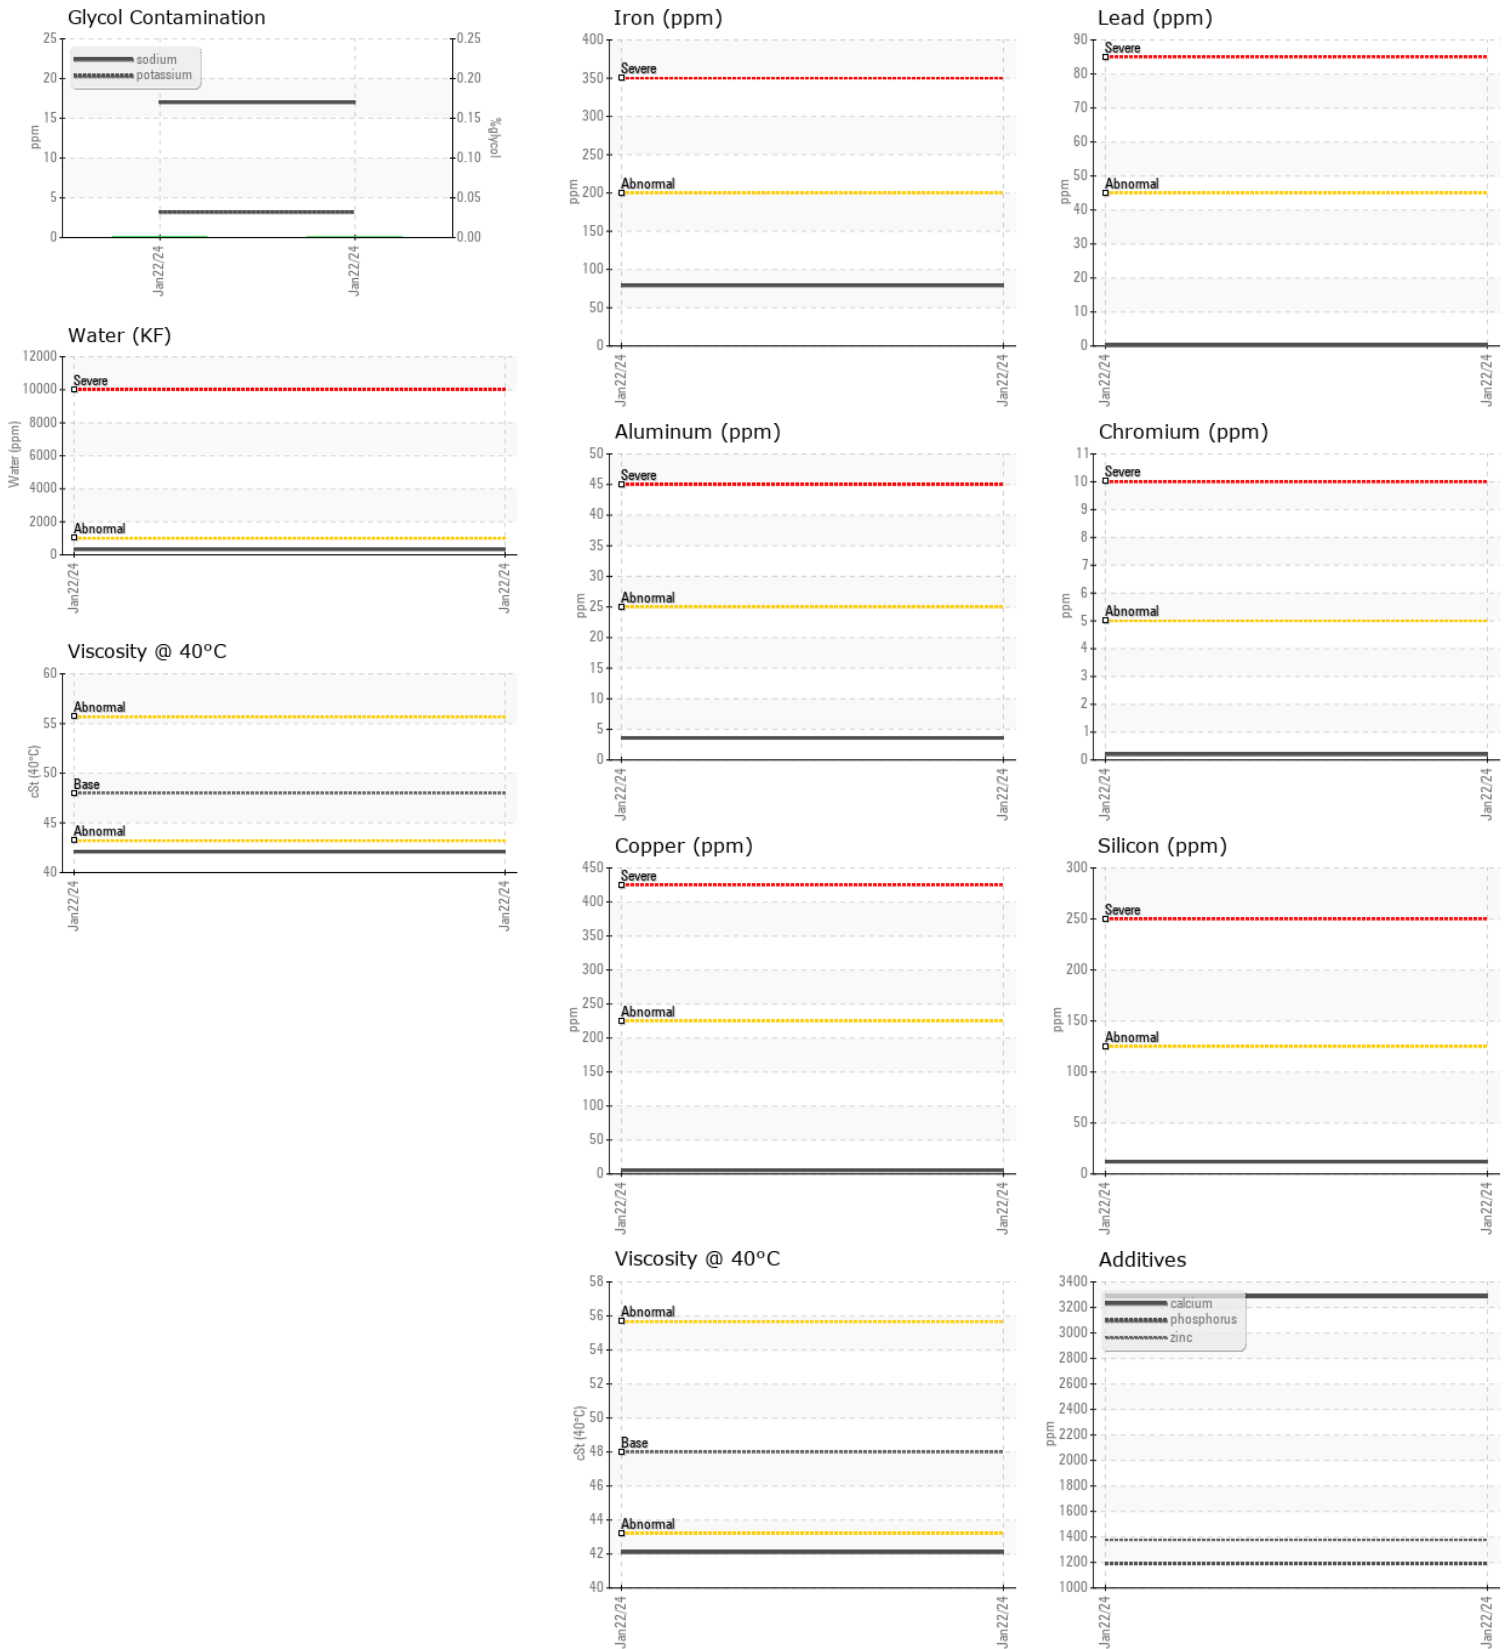 Glycol Contamination
25
20
15
10
5
0
ppm
0.25
0.20
0.15
0.10
0.05
0.00
%glycol
sodium
potassium
Jan22/24
Jan22/24
Water (KF)
12000
10000
8000
6000
4000
2000
0
Water (ppm)
Severe
Abnormal
Jan22/24
Jan22/24
Viscosity @ 40°C
60
55
50
45
40
cSt (40°C)
Abnormal
Base
Abnormal
Jan22/24
Jan22/24
Iron (ppm)
400
350
300
250
200
150
100
50
0
ppm
Severe
Abnormal
Jan22/24
Jan22/24
Lead (ppm)
90
80
70
60
50
40
30
20
10
0
ppm
Severe
Abnormal
Jan22/24
Jan22/24
Aluminum (ppm)
50
45
40
35
30
25
20
15
10
5
0
ppm
Severe
Abnormal
Jan22/24
Jan22/24
Chromium (ppm)
11
10
9
8
7
6
5
4
3
2
1
0
ppm
Severe
Abnormal
Jan22/24
Jan22/24
Copper (ppm)
450
400
350
300
250
200
150
100
50
0
ppm
Severe
Abnormal
Jan22/24
Jan22/24
Silicon (ppm)
300
250
200
150
100
50
0
ppm
Severe
Abnormal
Jan22/24
Jan22/24
Viscosity @ 40°C
58
56
54
52
50
48
46
44
42
40
cSt (40°C)
Abnormal
Base
Abnormal
Jan22/24
Jan22/24
Additives
3400
3200
3000
2800
2600
2400
2200
2000
1800
1600
1400
1200
1000
ppm
calcium
phosphorus
zinc
Jan22/24
Jan22/24